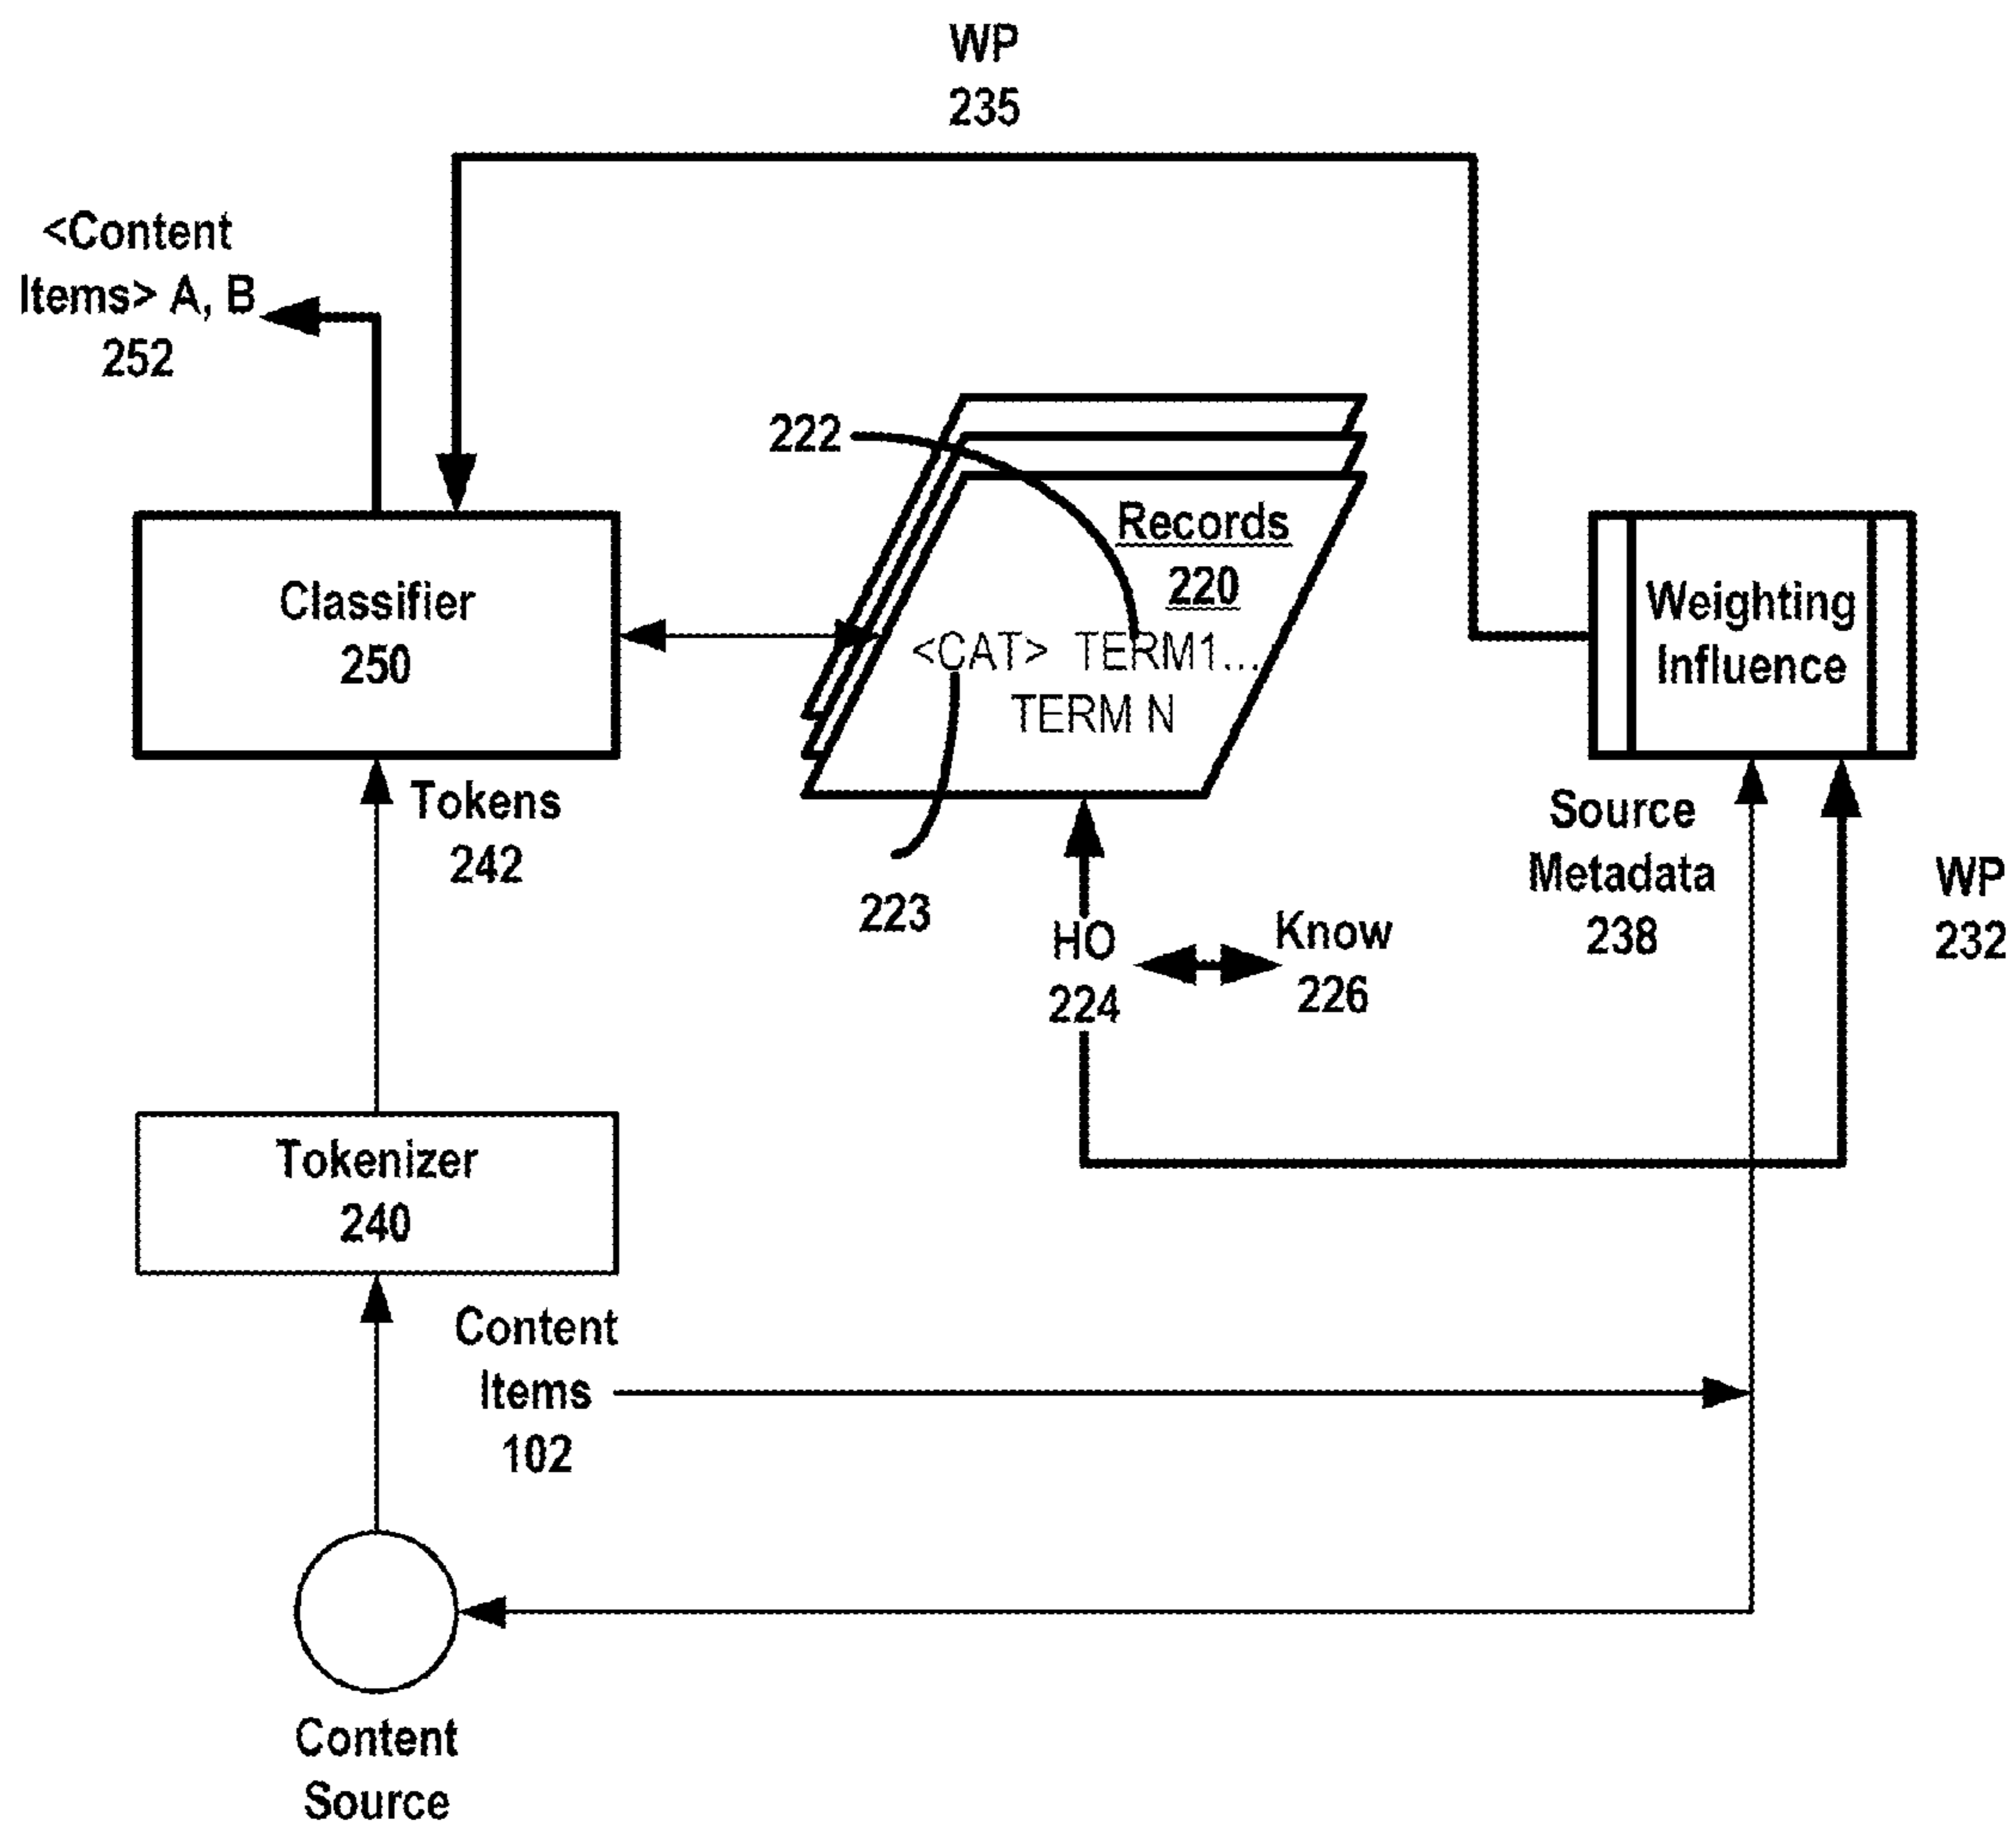 WP
235
<Content
Items> A, B
252
222
Records
220
<CAT> TERM1...
TERM N
Classifier
250
Weighting
Influence
Tokens
242
223
HO
224
Know
226
Source
Metadata
238
WP
232
Tokenizer
240
Content
Items
102
Content
Source